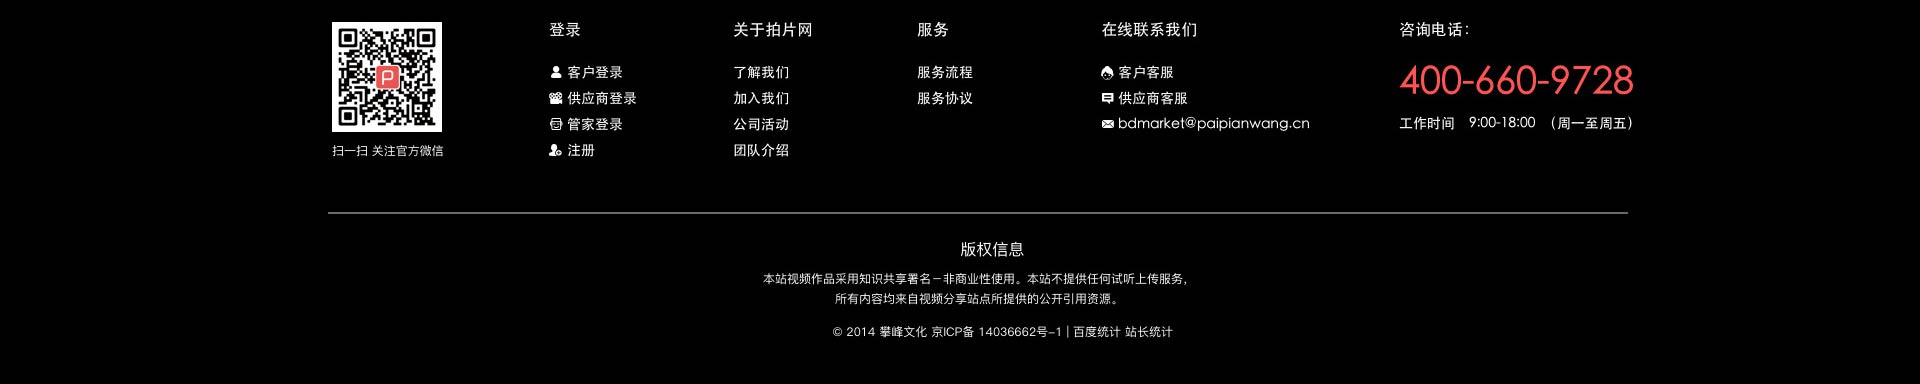 扫一扫 关注官方微信
登录
客户登录
供应商登录
管家登录
注册
关于拍片网
了解我们
加入我们
公司活动
团队介绍
服务
服务流程
服务协议
在线联系我们
客户客服
供应商客服
bdmarket@paipianwang.cn
咨询电话：
400-660-9728
工作时间 9:00-18:00 （周一至周五）
版权信息
本站视频作品采用知识共享署名－非商业性使用。本站不提供任何试听上传服务，
所有内容均来自视频分享站点所提供的公开引用资源。
© 2014 攀峰文化 京ICP备 14036662号-1 | 百度统计 站长统计